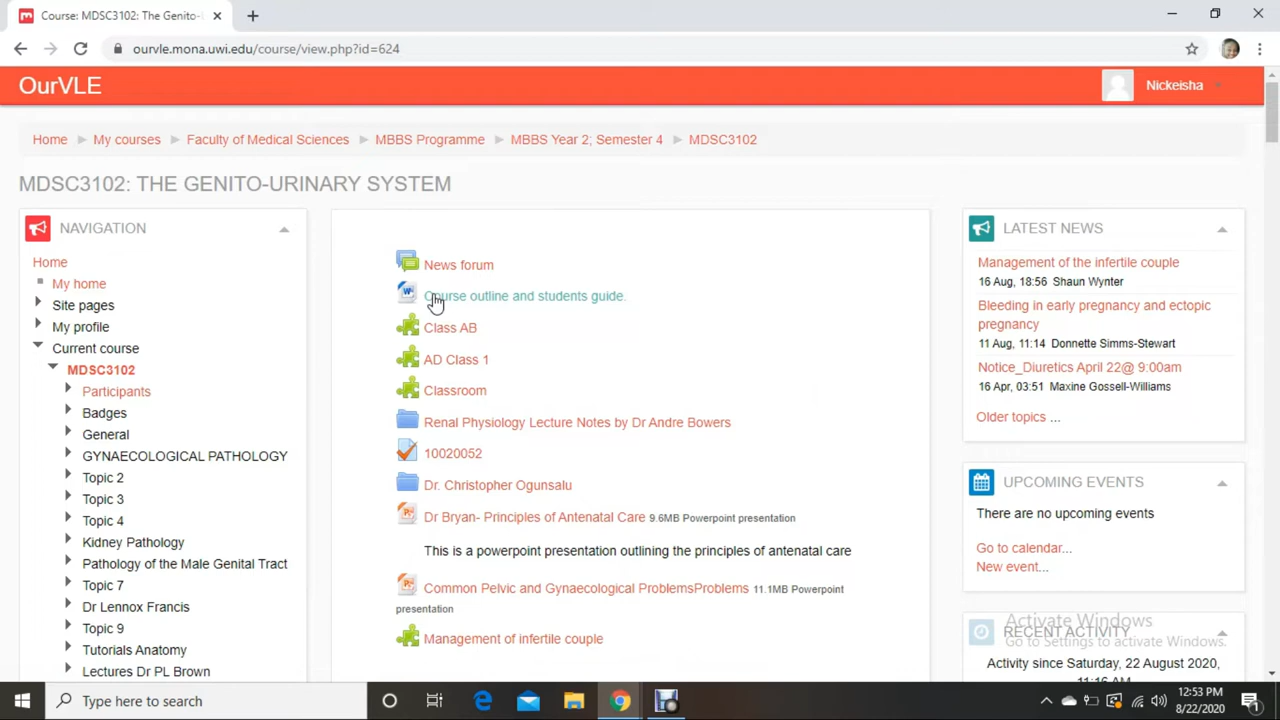 Course: MDSC3102: The Genito-U
ourvle.mona.uwi.edu/course/view.php?id=624
OurVLE
Nickeisha
Home ▶ My courses ▶ Faculty of Medical Sciences ▶ MBBS Programme ▶ MBBS Year 2; Semester 4 ▶ MDSC3102
MDSC3102: THE GENITO-URINARY SYSTEM
NAVIGATION
Home
My home
Site pages
My profile
Current course
MDSC3102
Participants
Badges
General
GYNAECOLOGICAL PATHOLOGY
Topic 2
Topic 3
Topic 4
Kidney Pathology
Pathology of the Male Genital Tract
Topic 7
Dr Lennox Francis
Topic 9
Tutorials Anatomy
Lectures Dr PL Brown
News forum
Course outline and students guide.
Class AB
AD Class 1
Classroom
Renal Physiology Lecture Notes by Dr Andre Bowers
10020052
Dr. Christopher Ogunsalu
Dr Bryan- Principles of Antenatal Care 9.6MB Powerpoint presentation
This is a powerpoint presentation outlining the principles of antenatal care
Common Pelvic and Gynaecological ProblemsProblems 11.1MB Powerpoint
presentation
Management of infertile couple
LATEST NEWS
Management of the infertile couple
16 Aug, 18:56 Shaun Wynter
Bleeding in early pregnancy and ectopic
pregnancy
11 Aug, 11:14 Donnette Simms-Stewart
Notice_Diuretics April 22@ 9:00am
16 Apr, 03:51 Maxine Gossell-Williams
Older topics ...
UPCOMING EVENTS
There are no upcoming events
Go to calendar...
New event...
RECENT ACTIVITY
Activity since Saturday, 22 August 2020,
11:16 AM
Activate Windows
Go to Settings to activate Windows.
Type here to search
12:53 PM
8/22/2020
1